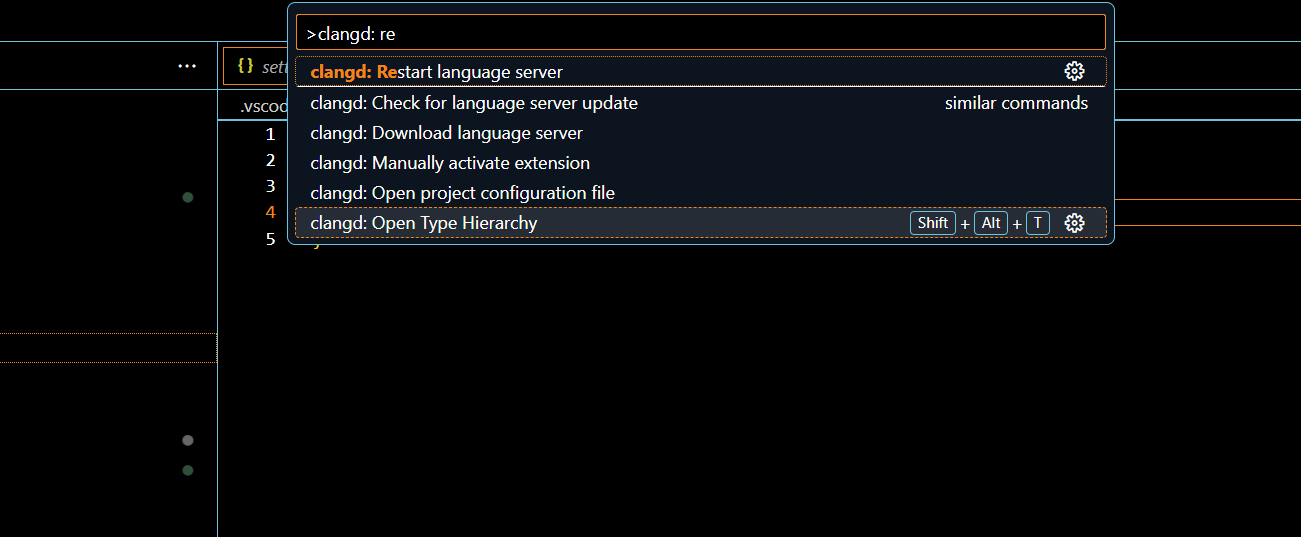 >clangd: re
clangd: Restart language server
clangd: Check for language server update similar commands
clangd: Download language server
clangd: Manually activate extension
clangd: Open project configuration file
clangd: Open Type Hierarchy Shift + Alt + T
... {} sett
.vscod
1
2
3
4
5